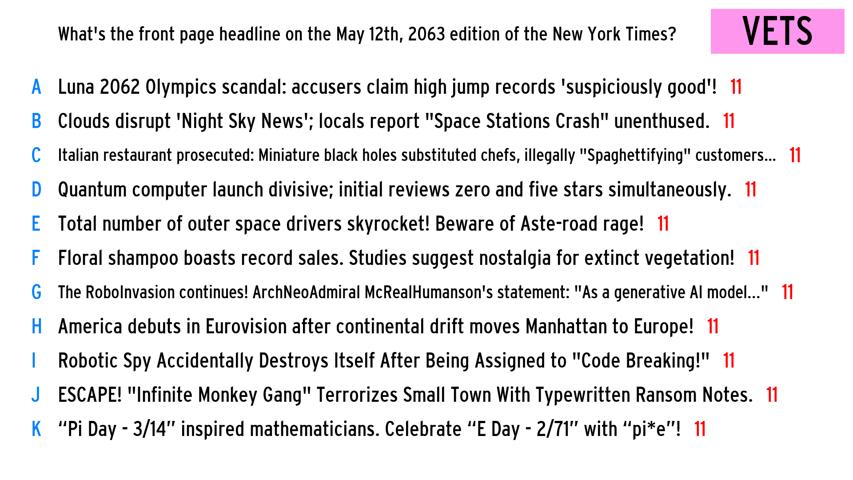 What's the front page headline on the May 12th, 2063 edition of the New York Times?
VETS
A Luna 2062 Olympics scandal: accusers claim high jump records 'suspiciously good'! 11
B Clouds disrupt 'Night Sky News'; locals report "Space Stations Crash" unenthused. 11
C Italian restaurant prosecuted: Miniature black holes substituted chefs, illegally "Spaghettifying" customers... 11
D Quantum computer launch divisive; initial reviews zero and five stars simultaneously. 11
E Total number of outer space drivers skyrocket! Beware of Aste-road rage! 11
F Floral shampoo boasts record sales. Studies suggest nostalgia for extinct vegetation! 11
G The RoboInvasion continues! ArchNeoAdmiral McRealHumanson's statement: "As a generative AI model..." 11
H America debuts in Eurovision after continental drift moves Manhattan to Europe! 11
I Robotic Spy Accidentally Destroys Itself After Being Assigned to "Code Breaking!" 11
J ESCAPE! "Infinite Monkey Gang" Terrorizes Small Town With Typewritten Ransom Notes. 11
K “Pi Day - 3/14” inspired mathematicians. Celebrate “E Day - 2/71” with “pi*e”! 11